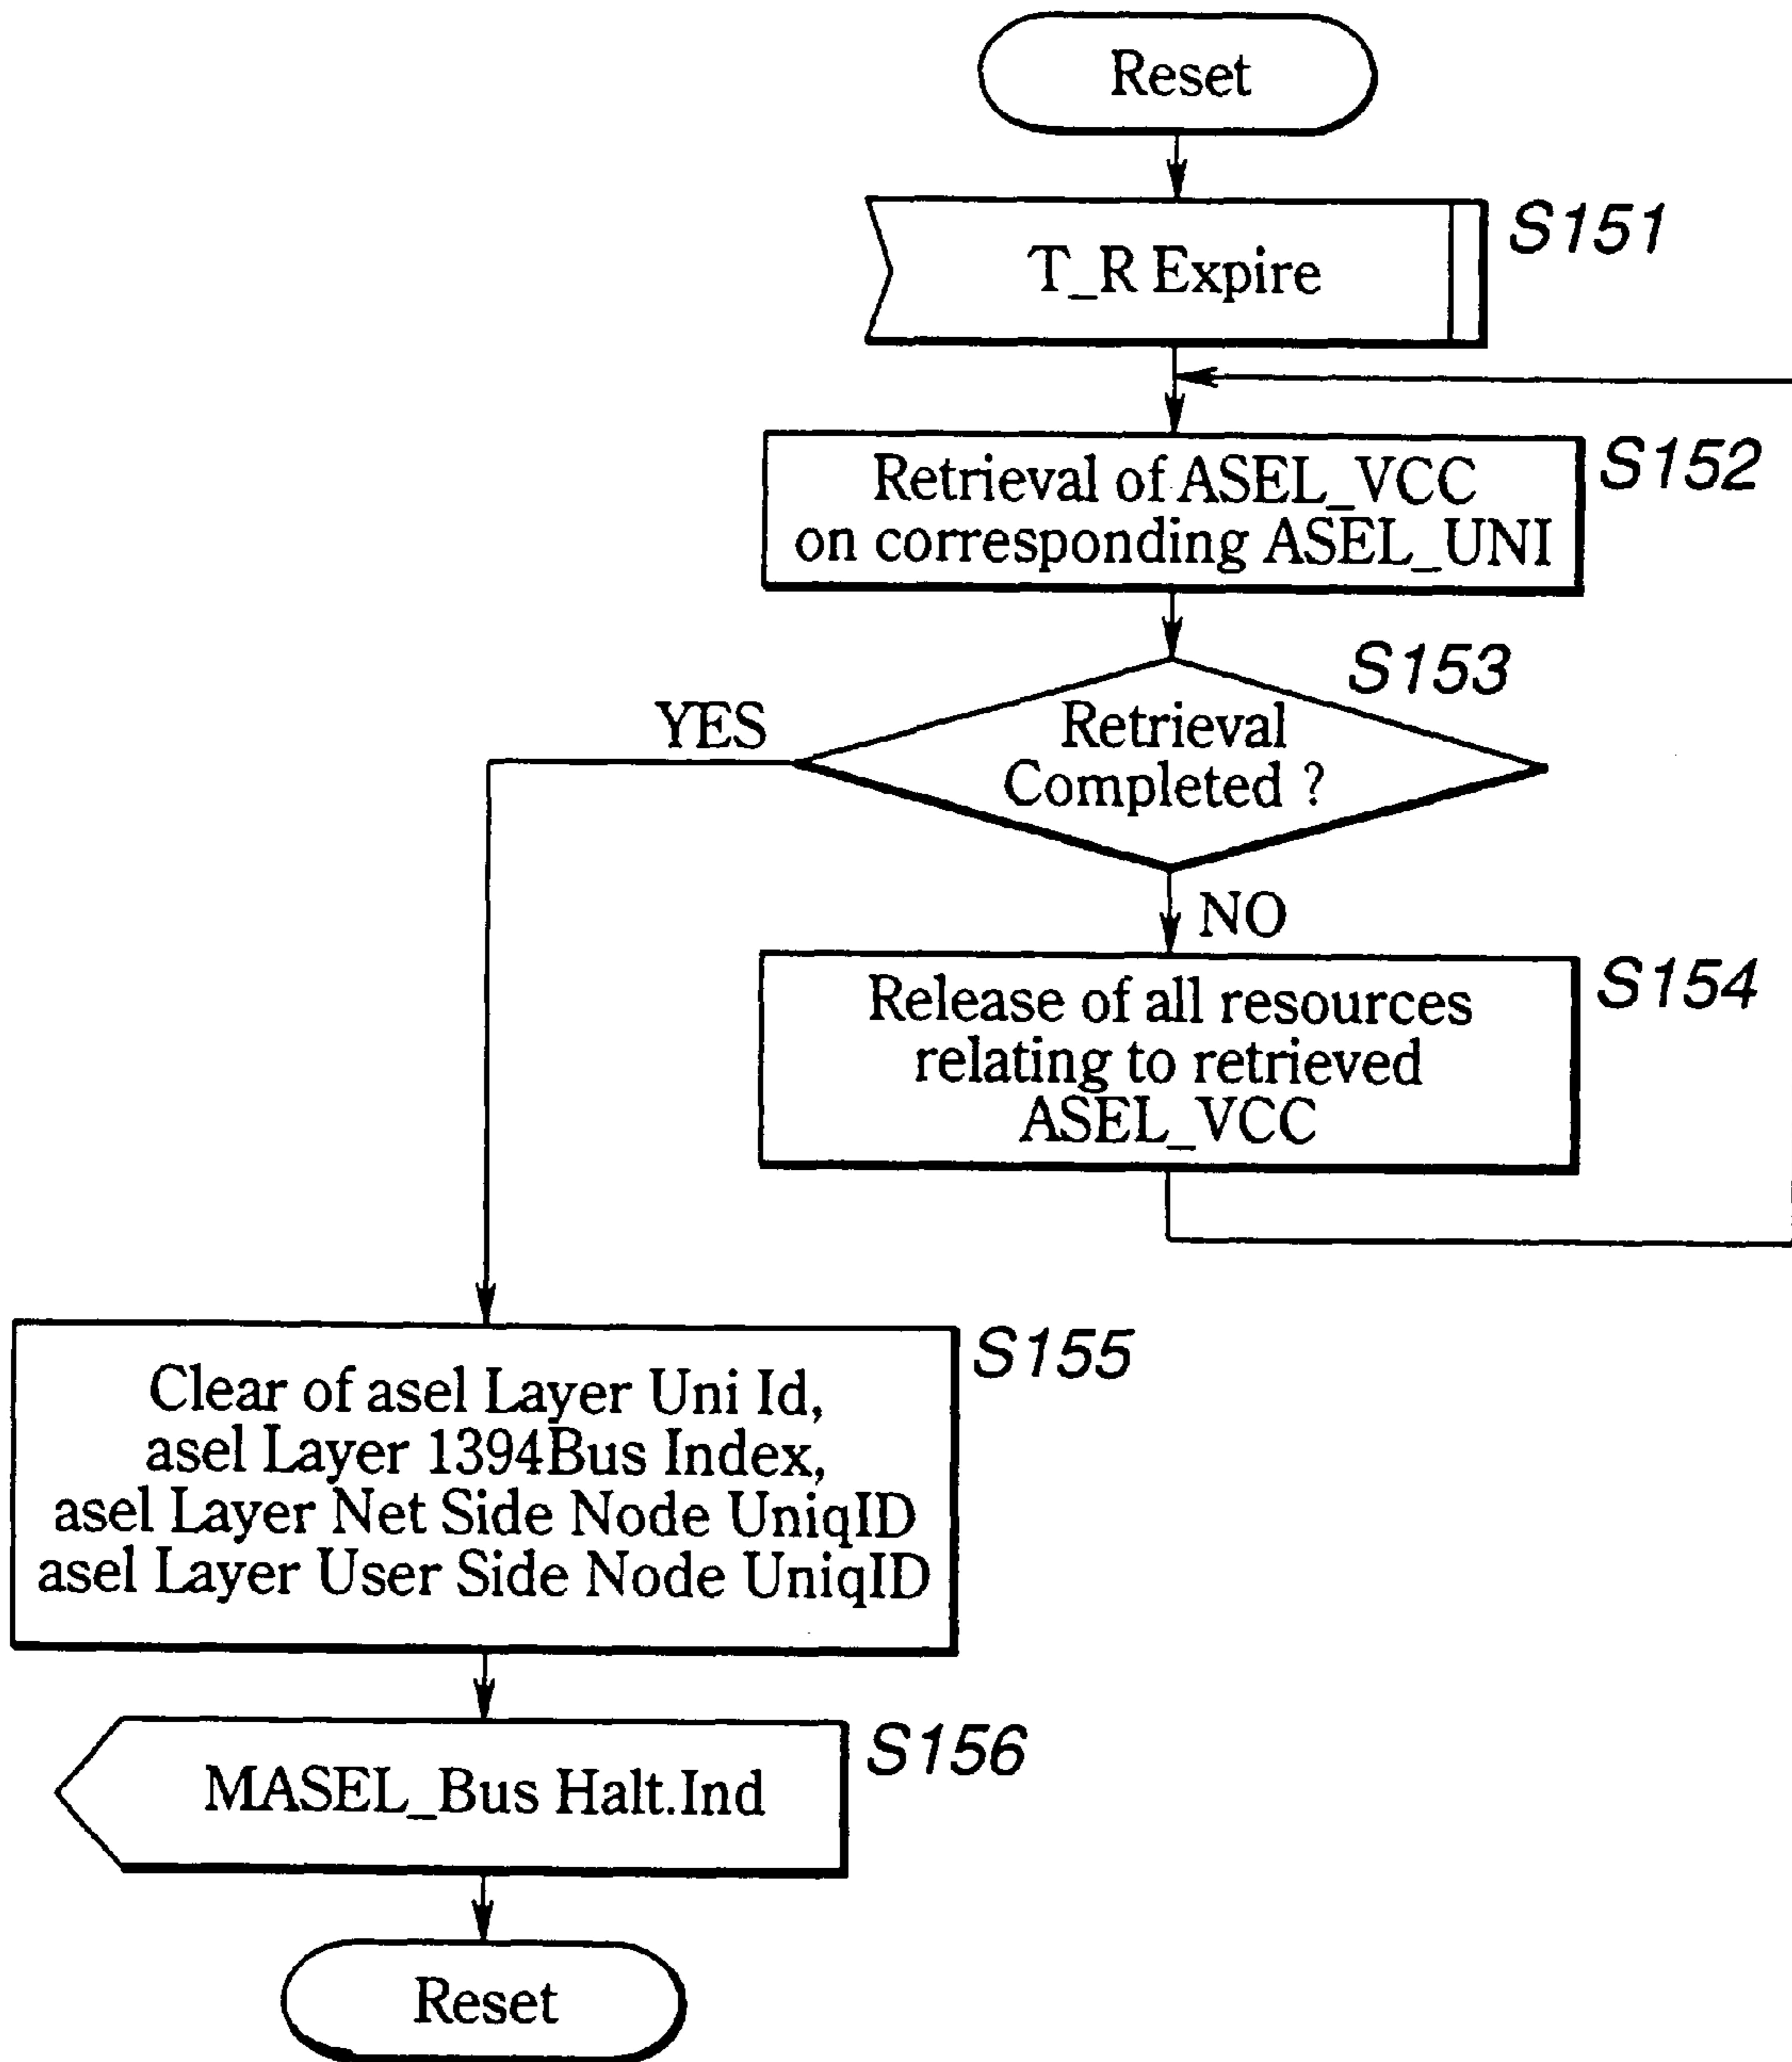 Reset
T_R Expire
S151
Retrieval of ASEL_VCC
on corresponding ASEL_UNI
S152
S153
Retrieval
Completed ?
YES
NO
Release of all resources
relating to retrieved
ASEL_VCC
S154
Clear of asel Layer Uni Id,
asel Layer 1394Bus Index,
asel Layer Net Side Node UniqID
asel Layer User Side Node UniqID
S155
MASEL_Bus Halt.Ind
S156
Reset